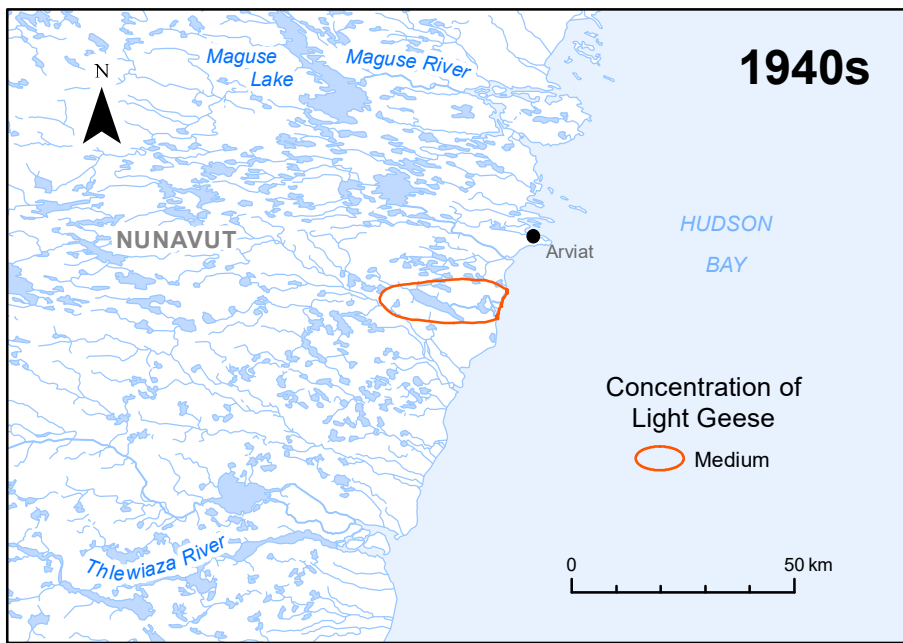 1940s
N
Maguse
Lake
Maguse River
NUNAVUT
Arviat
HUDSON
BAY
Concentration of
Light Geese
Medium
Thlewiaza River
0
50 km